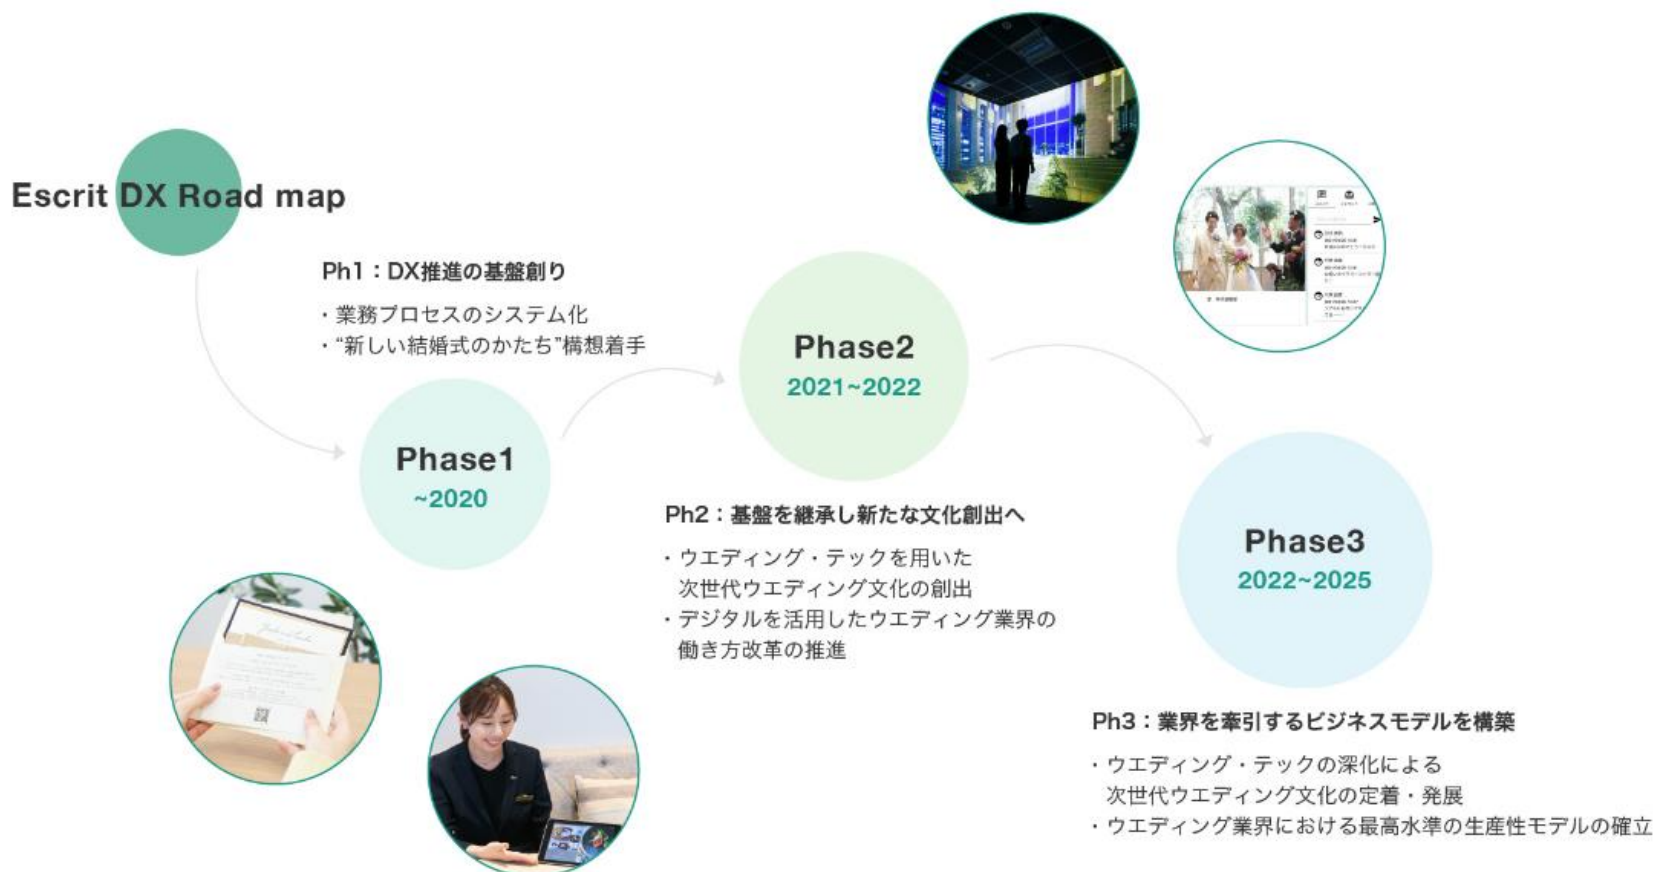 Escrit DX Road map
Ph1：DX推進の基盤創り
・業務プロセスのシステム化
・“新しい結婚式のかたち”構想着手
Phase1
~2020
Phase2
2021~2022
Ph2：基盤を継承し新たな文化創出へ
・ウエディング・テックを用いた
次世代ウエディング文化の創出
・デジタルを活用したウエディング業界の
働き方改革の推進
Phase3
2022~2025
Ph3：業界を牽引するビジネスモデルを構築
・ウエディング・テックの深化による
次世代ウエディング文化の定着・発展
・ウエディング業界における最高水準の生産性モデルの確立